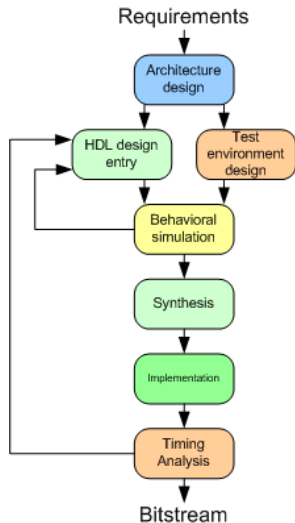 Requirements
Architecture
design
HDL design
entry
Test
environment
design
Behavioral
simulation
Synthesis
Implementation
Timing
Analysis
Bitstream